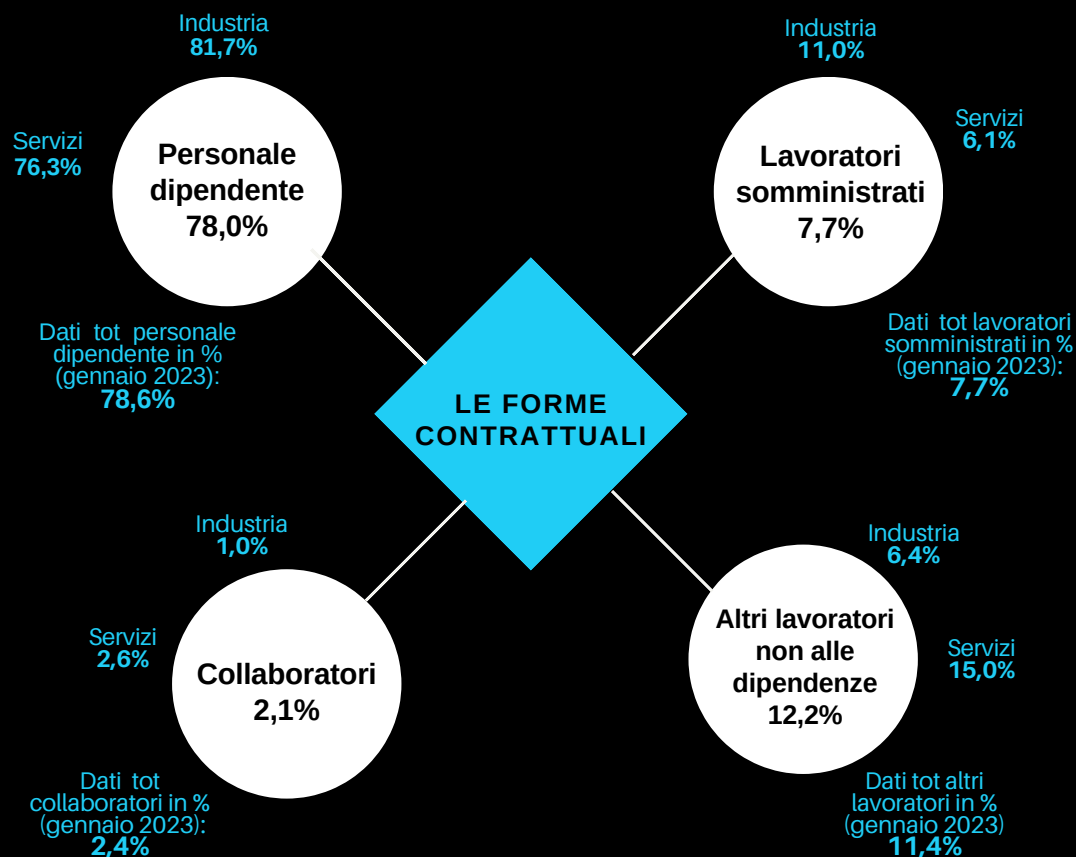 Industria
81,7%
Servizi
76,3%
Personale
dipendente
78,0%
Dati tot personale
dipendente in %
(gennaio 2023):
78,6%
Industria
11,0%
Servizi
6,1%
Lavoratori
somministrati
7,7%
Dati tot lavoratori
somministrati in %
(gennaio 2023):
7,7%
LE FORME
CONTRATTUALI
Industria
1,0%
Servizi
2,6%
Collaboratori
2,1%
Dati tot
collaboratori in %
(gennaio 2023):
2,4%
Industria
6,4%
Servizi
15,0%
Altri lavoratori
non alle
dipendenze
12,2%
Dati tot altri
lavoratori in %
(gennaio 2023)
11,4%